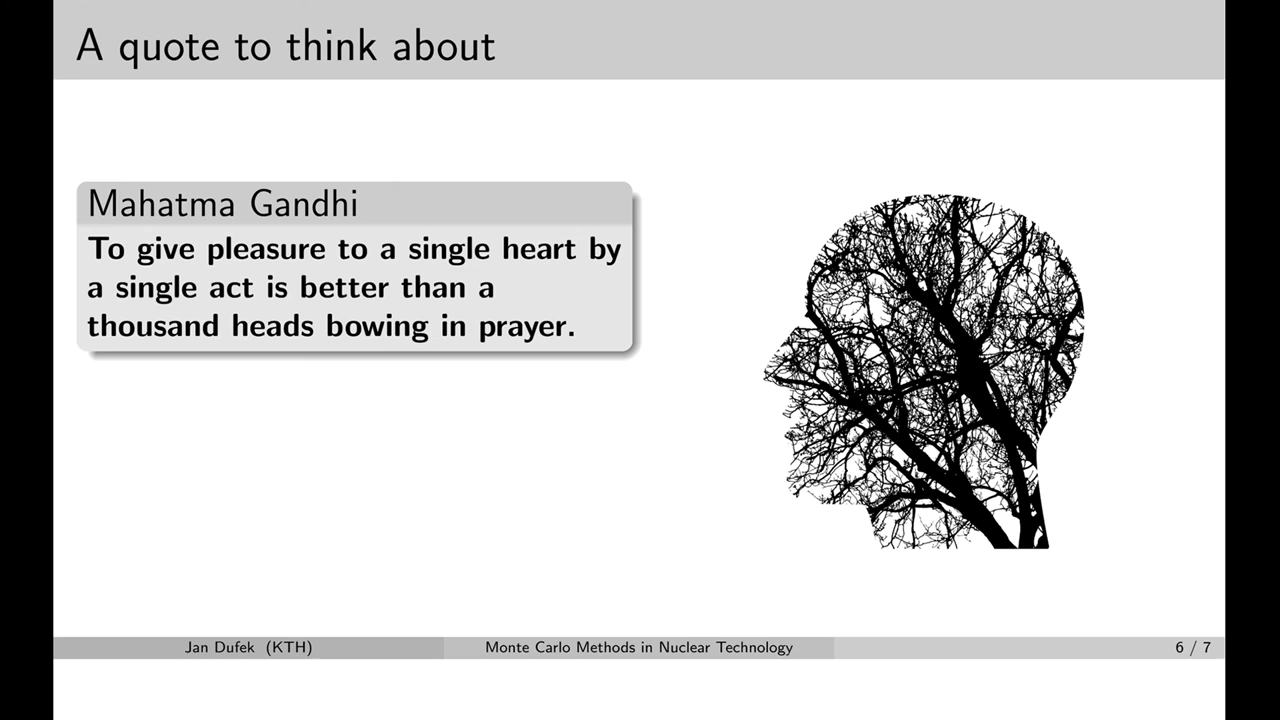 A quote to think about
Mahatma Gandhi
To give pleasure to a single heart by
a single act is better than a
thousand heads bowing in prayer.
Jan Dufek (KTH)
Monte Carlo Methods in Nuclear Technology
6 / 7